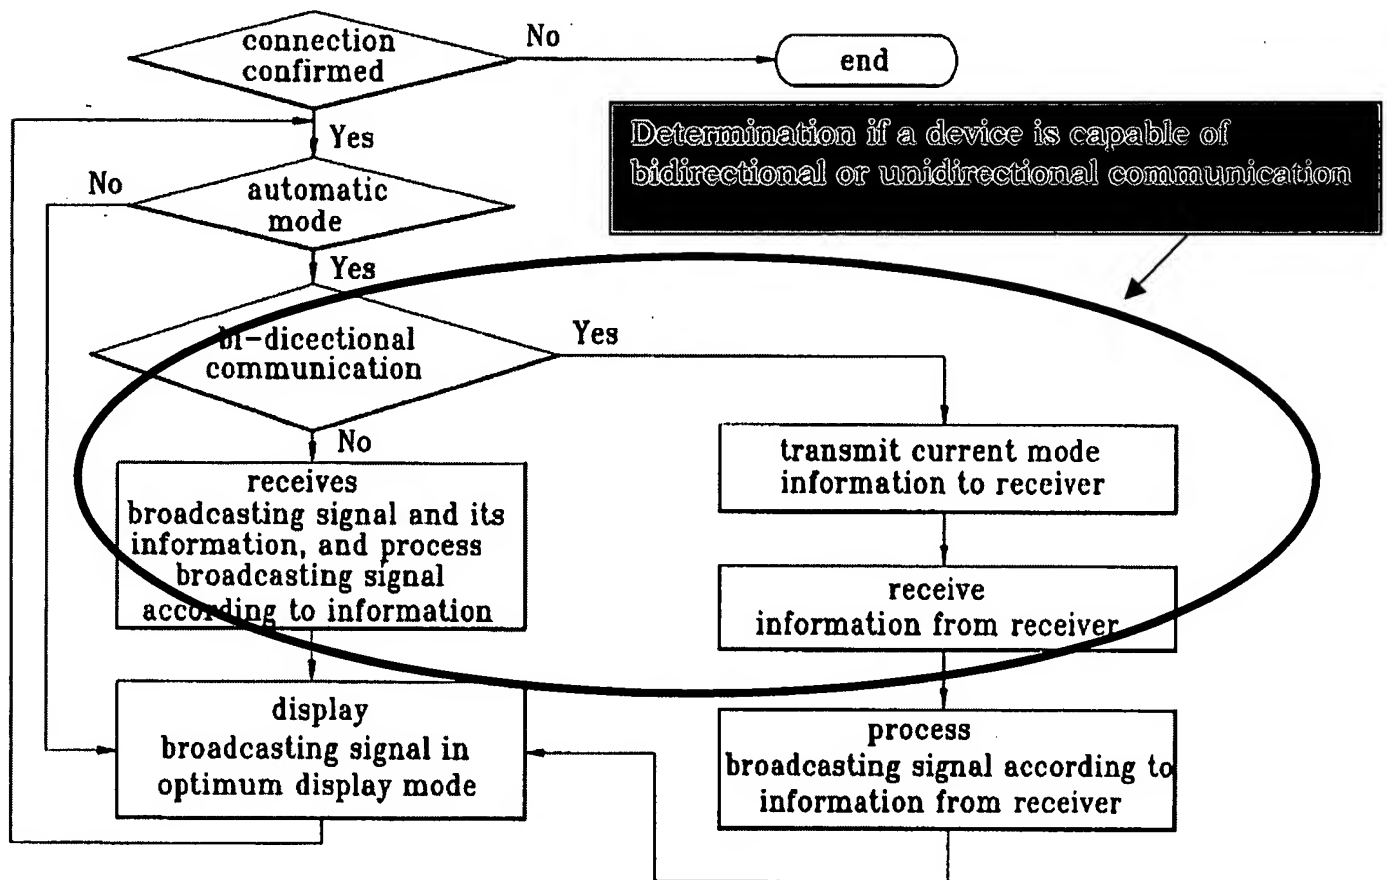 connection
confirmed
No
end
Yes
Determination if a device is capable of
bidirectional or unidirectional communication
No
automatic
mode
Yes
bi-dicectional
communication
Yes
No
receives
broadcasting signal and its
information, and process
broadcasting signal
according to information
transmit current mode
information to receiver
receive
information from receiver
display
broadcasting signal in
optimum display mode
process
broadcasting signal according to
information from receiver